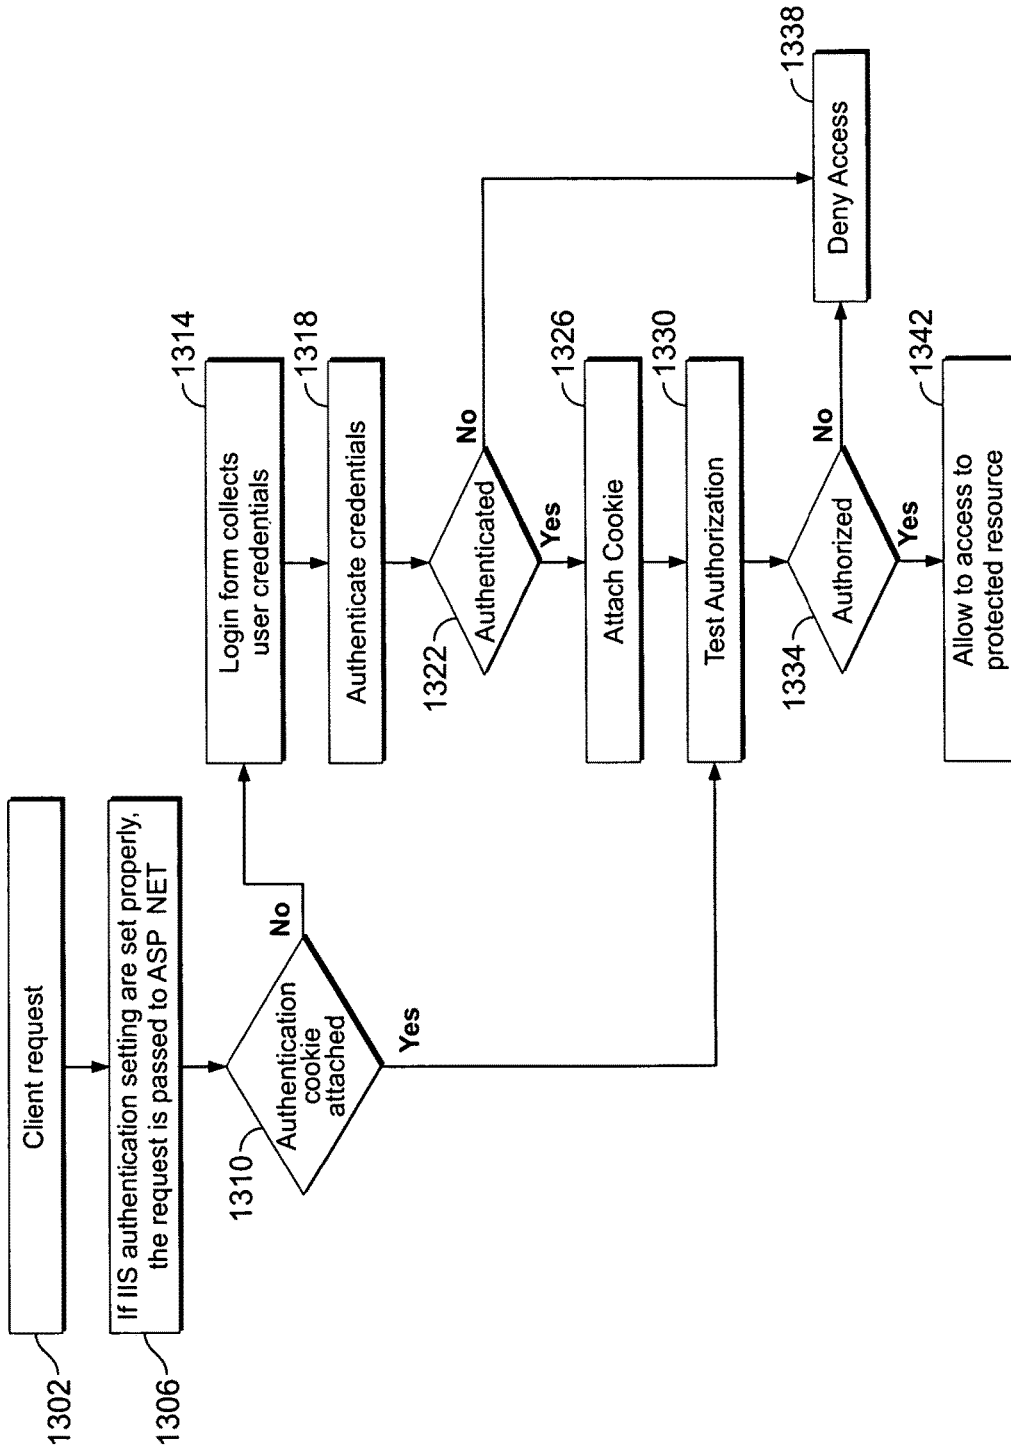 1302
Client request
1306
If IIS authentication setting are set properly,
the request is passed to ASP NET
1310
Authentication
cookie
attached
No
Yes
1314
Login form collects
user credentials
1318
Authenticate credentials
1322
Authenticated
No
Yes
1326
Attach Cookie
1330
Test Authorization
1334
Authorized
No
Yes
1338
Deny Access
1342
Allow to access to
protected resource